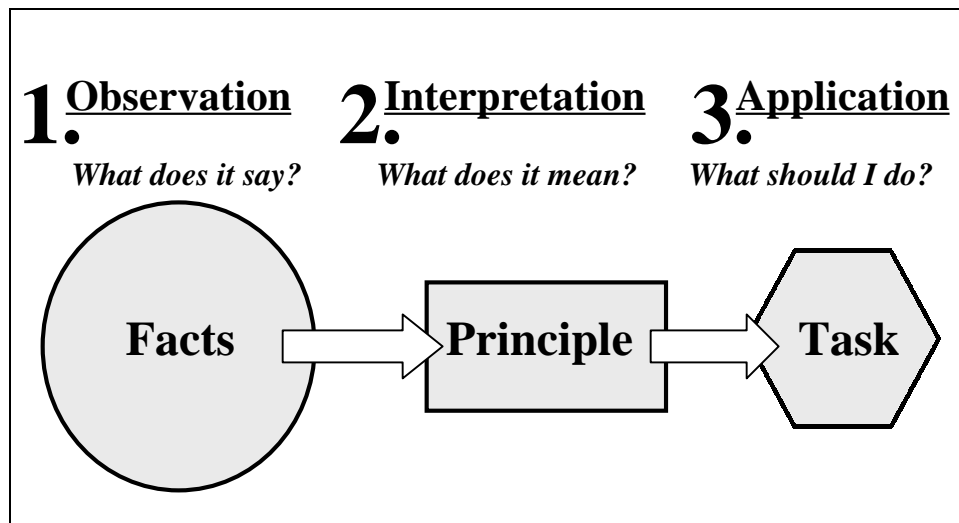 1. Observation
What does it say?
2. Interpretation
What does it mean?
3. Application
What should I do?
Facts
Principle
Task